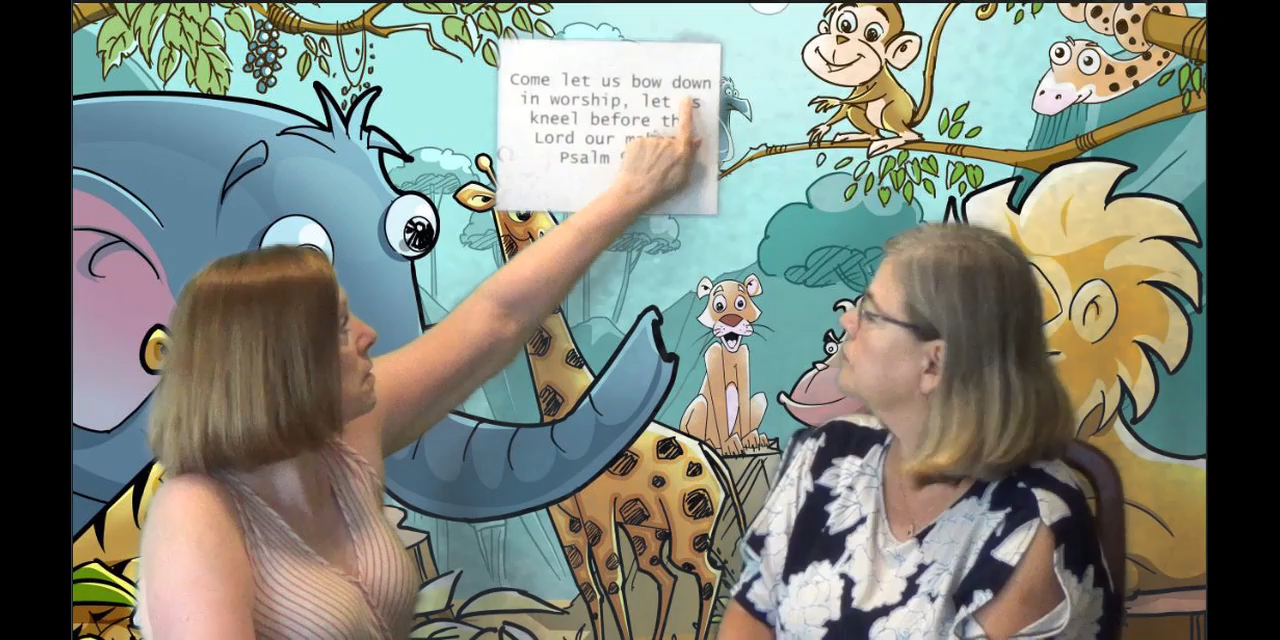 Come let us bow down
in worship, let
kneel before
Lord our
Psalm